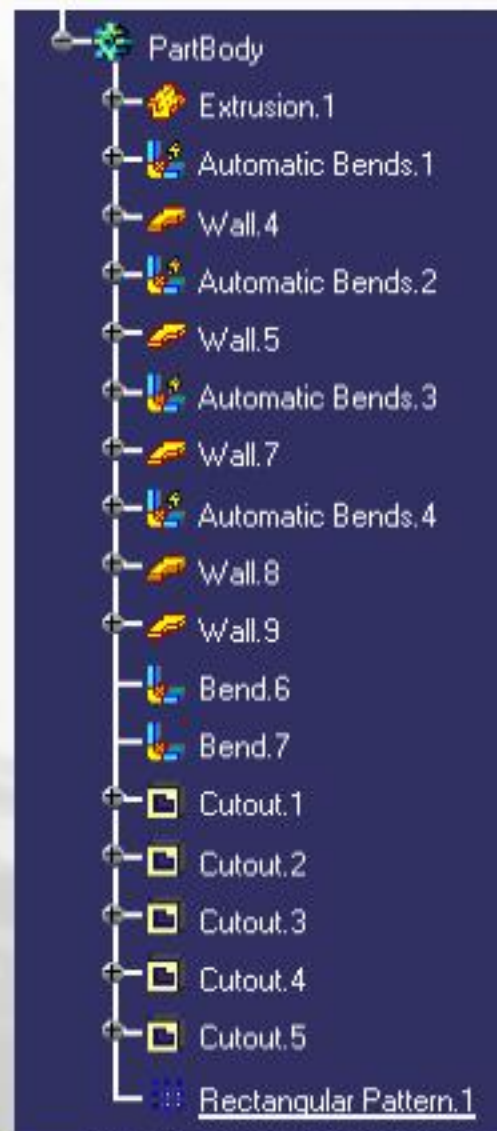 PartBody
Extrusion.1
Automatic Bends.1
Wall.4
Automatic Bends.2
Wall.5
Automatic Bends.3
Wall.7
Automatic Bends.4
Wall.8
Wall.9
Bend.6
Bend.7
Cutout.1
Cutout.2
Cutout.3
Cutout.4
Cutout.5
Rectangular Pattern.1